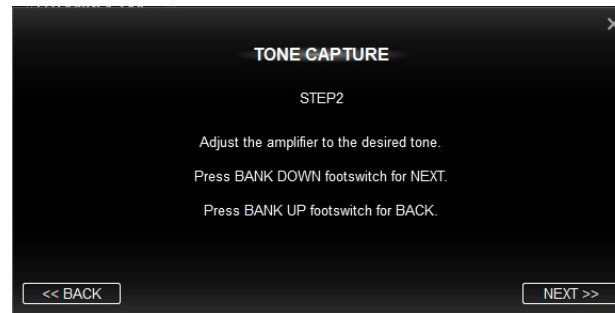 ×
TONE CAPTURE
STEP2
Adjust the amplifier to the desired tone.
Press BANK DOWN footswitch for NEXT.
Press BANK UP footswitch for BACK.
<< BACK
NEXT >>